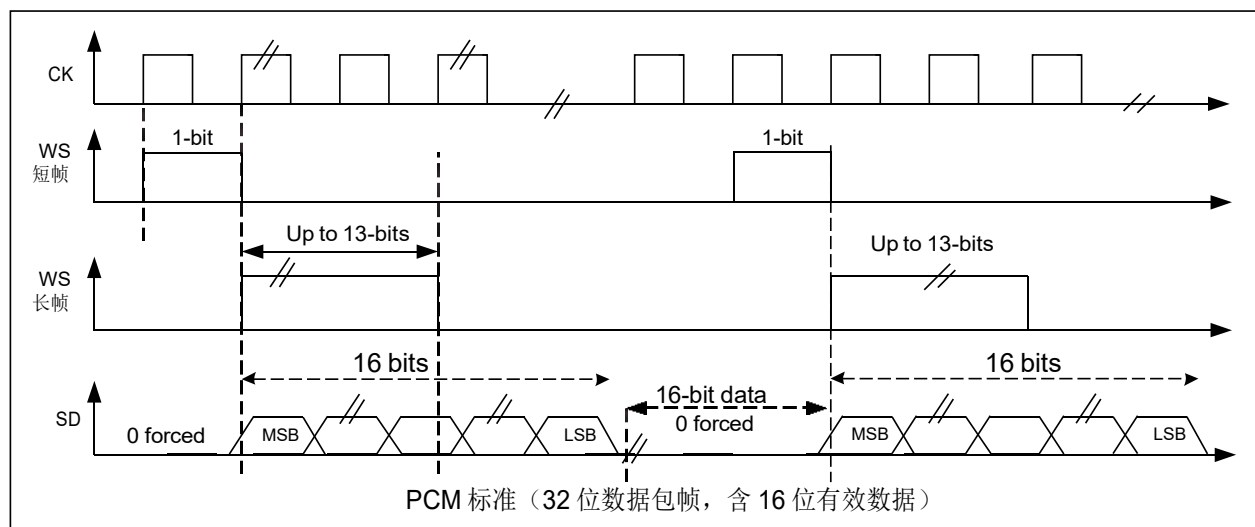 CK
WS
短帧
1-bit
1-bit
WS
长帧
Up to 13-bits
Up to 13-bits
SD
16 bits
16-bit data
16 bits
0 forced
MSB
LSB
0 forced
MSB
LSB
PCM 标准（32 位数据包帧，含 16 位有效数据）